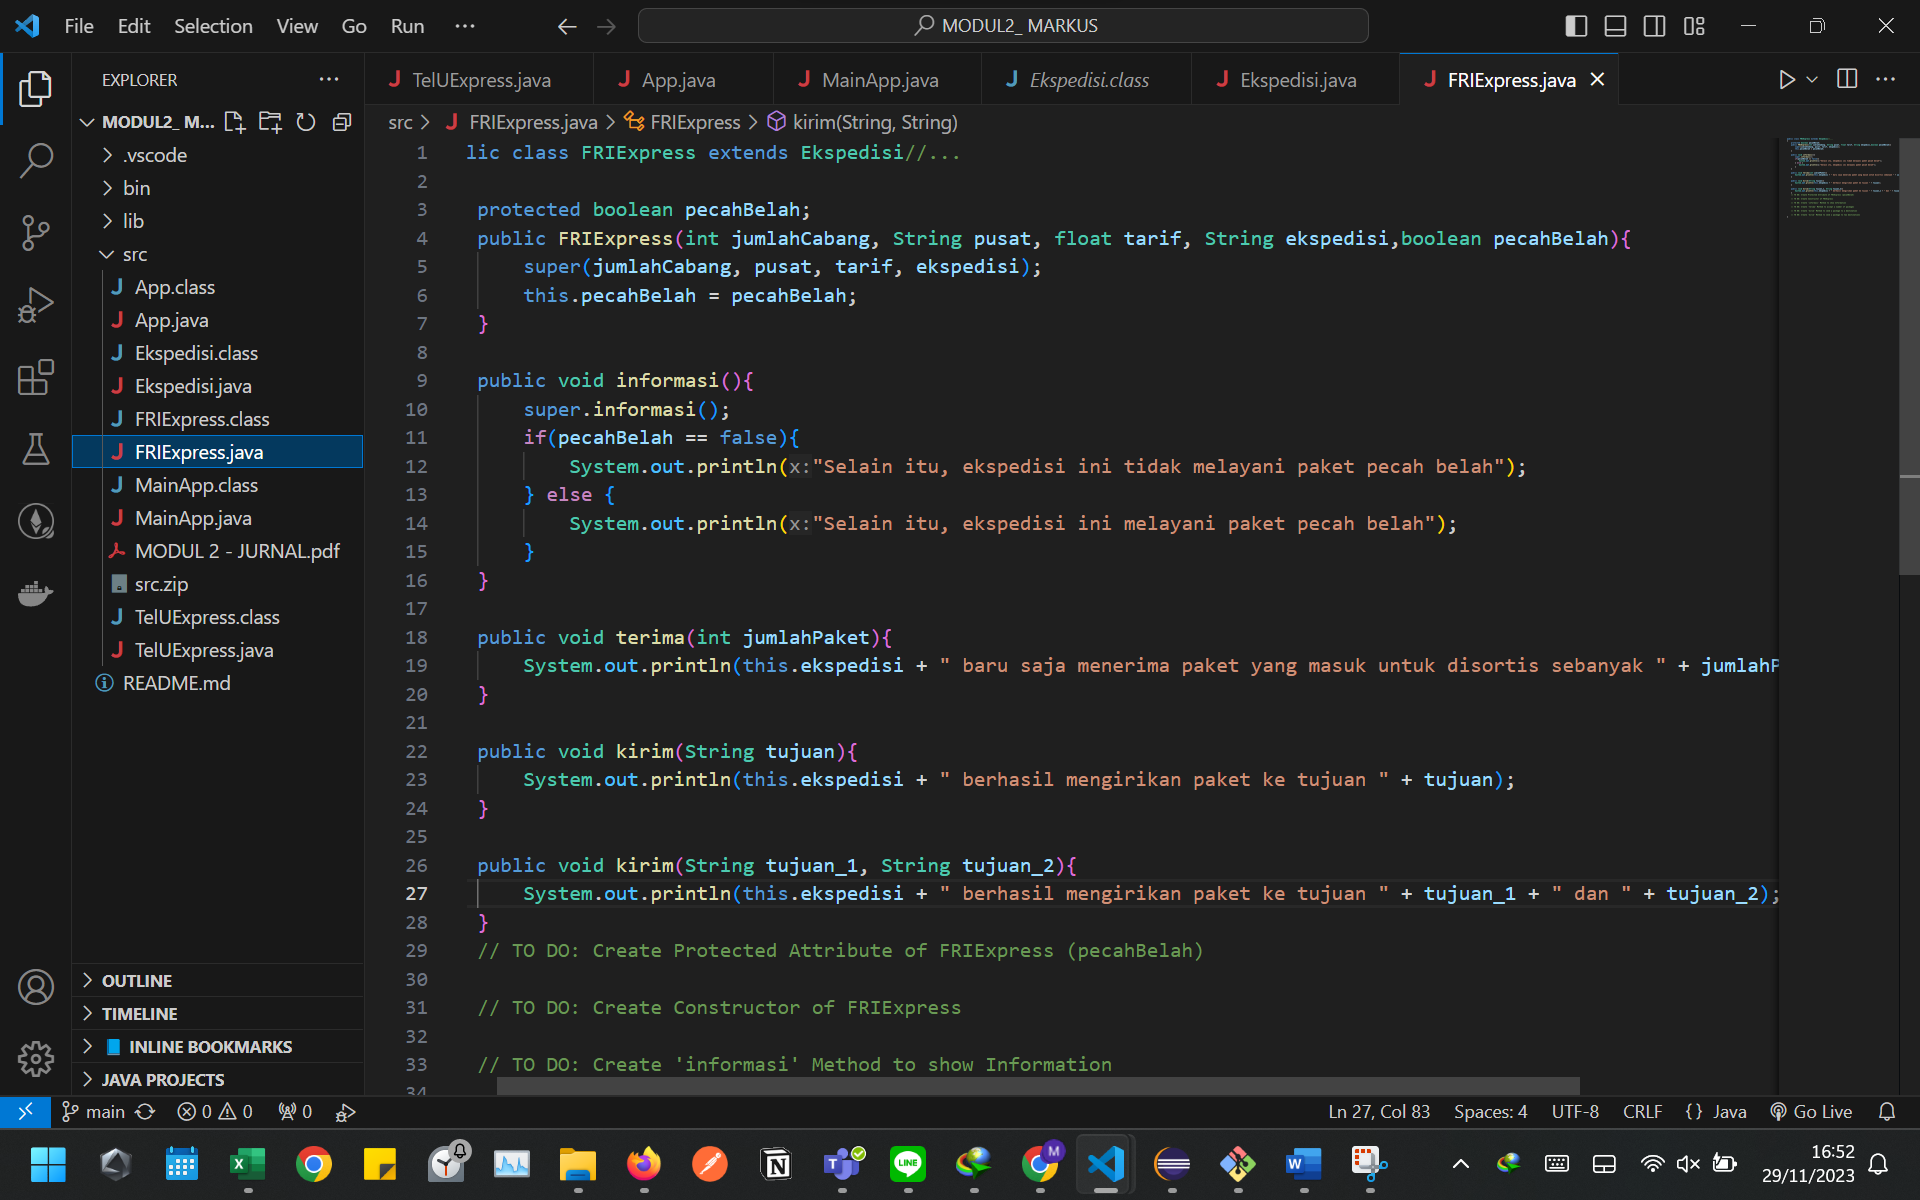 File Edit Selection View Go Run ··· MODUL2_ MARKUS
EXPLORER ···
MODUL2_ M...
.vscode
bin
lib
src
App.class
App.java
Ekspedisi.class
Ekspedisi.java
FRIExpress.class
FRIExpress.java
MainApp.class
MainApp.java
MODUL 2 - JURNAL.pdf
src.zip
TelUExpress.class
TelUExpress.java
README.md
OUTLINE
TIMELINE
INLINE BOOKMARKS
JAVA PROJECTS
TelUExpress.java App.java MainApp.java Ekspedisi.class Ekspedisi.java FRIExpress.java
src > FRIExpress.java > FRIExpress > kirim(String, String)
1 lic class FRIExpress extends Ekspedisi//...
2
3 protected boolean pecahBelah;
4 public FRIExpress(int jumlahCabang, String pusat, float tarif, String ekspedisi,boolean pecahBelah){
5 super(jumlahCabang, pusat, tarif, ekspedisi);
6 this.pecahBelah = pecahBelah;
7 }
8
9 public void informasi(){
10 super.informasi();
11 if(pecahBelah == false){
12 System.out.println(x:"Selain itu, ekspedisi ini tidak melayani paket pecah belah");
13 } else {
14 System.out.println(x:"Selain itu, ekspedisi ini melayani paket pecah belah");
15 }
16 }
17
18 public void terima(int jumlahPaket){
19 System.out.println(this.ekspedisi + " baru saja menerima paket yang masuk untuk disortis sebanyak " + jumlahP
20 }
21
22 public void kirim(String tujuan){
23 System.out.println(this.ekspedisi + " berhasil mengirikan paket ke tujuan " + tujuan);
24 }
25
26 public void kirim(String tujuan_1, String tujuan_2){
27 System.out.println(this.ekspedisi + " berhasil mengirikan paket ke tujuan " + tujuan_1 + " dan " + tujuan_2);
28 }
29 // TO DO: Create Protected Attribute of FRIExpress (pecahBelah)
30
31 // TO DO: Create Constructor of FRIExpress
32
33 // TO DO: Create 'informasi' Method to show Information
34
main 0 0 0 Ln 27, Col 83 Spaces: 4 UTF-8 CRLF {} Java Go Live
LINE
M
16:52
29/11/2023